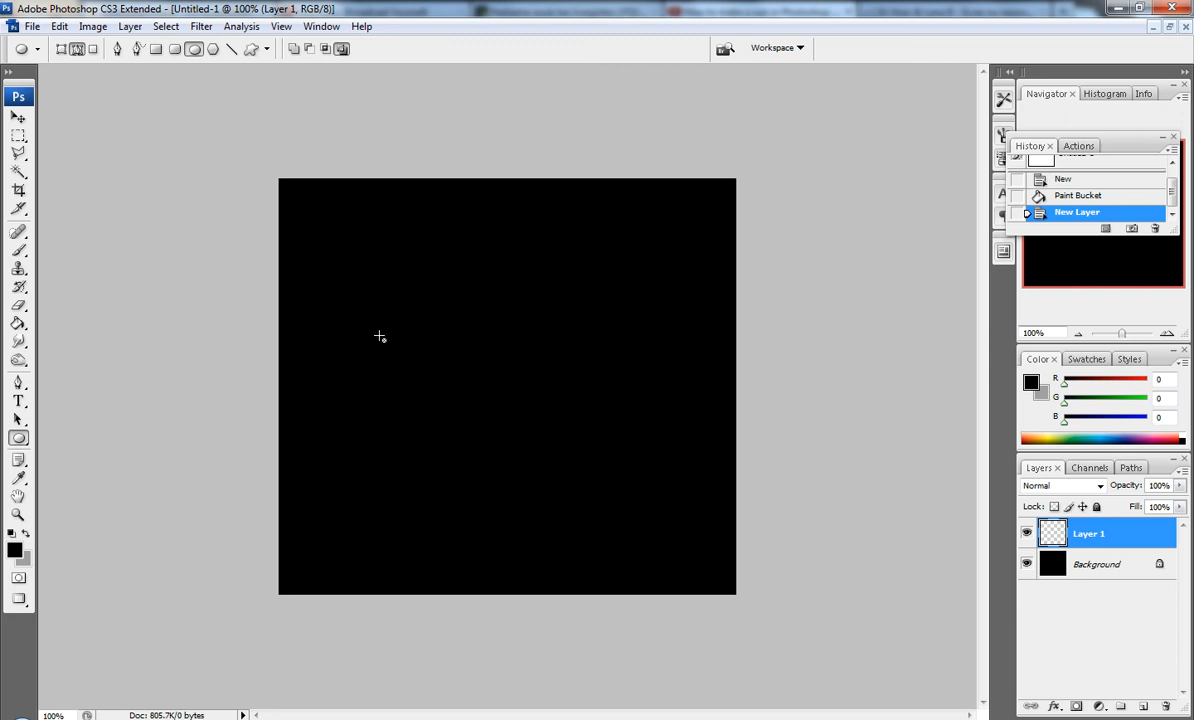 Adobe Photoshop CS3 Extended - [Untitled-1 @ 100% (Layer 1, RGB/8)]
File Edit Image Layer Select Filter Analysis View Window Help
Workspace
Ps
Navigator Histogram Info
History Actions
New
Paint Bucket
New Layer
100%
Color Swatches Styles
R 0
G 0
B 0
Layers Channels Paths
Normal Opacity: 100%
Lock: Fill: 100%
Layer 1
Background
100% Doc: 805.7K/0 bytes